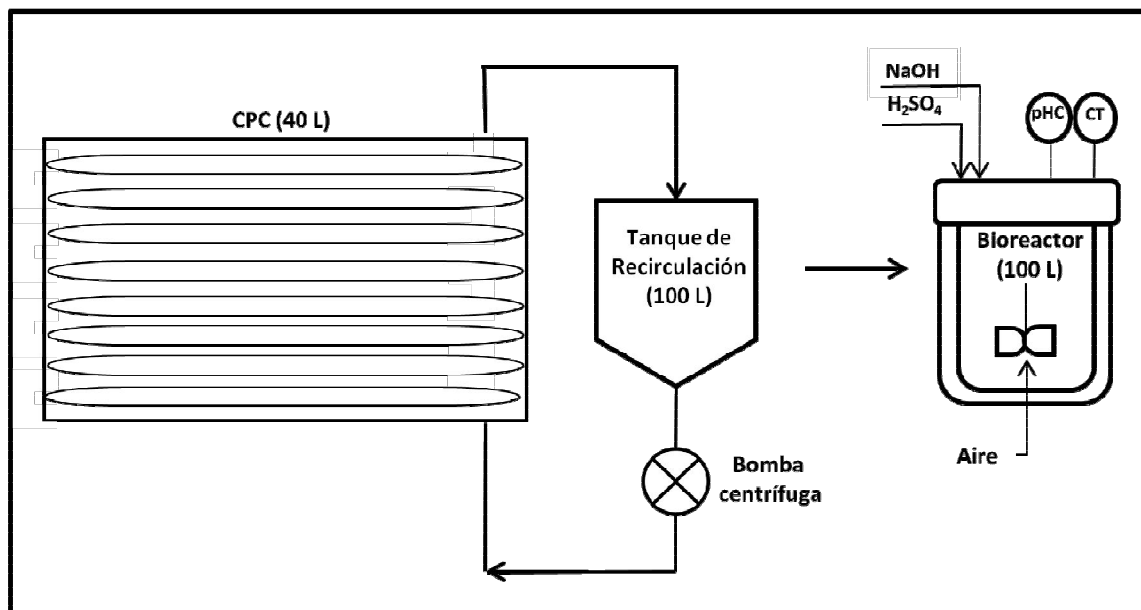 CPC (40 L)
Tanque de
Recirculación
(100 L)
Bomba
centrífuga
NaOH
H₂SO₄
pHC
CT
Bioreactor
(100 L)
Aire